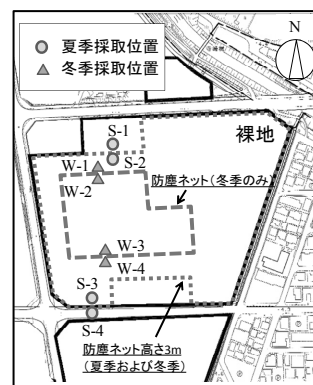 N
夏季採取位置
冬季採取位置
裸地
S-1
S-2
W-1
W-2
防塵ネット(冬季のみ)
W-3
W-4
S-3
S-4
防塵ネット高さ3m
(夏季および冬季)